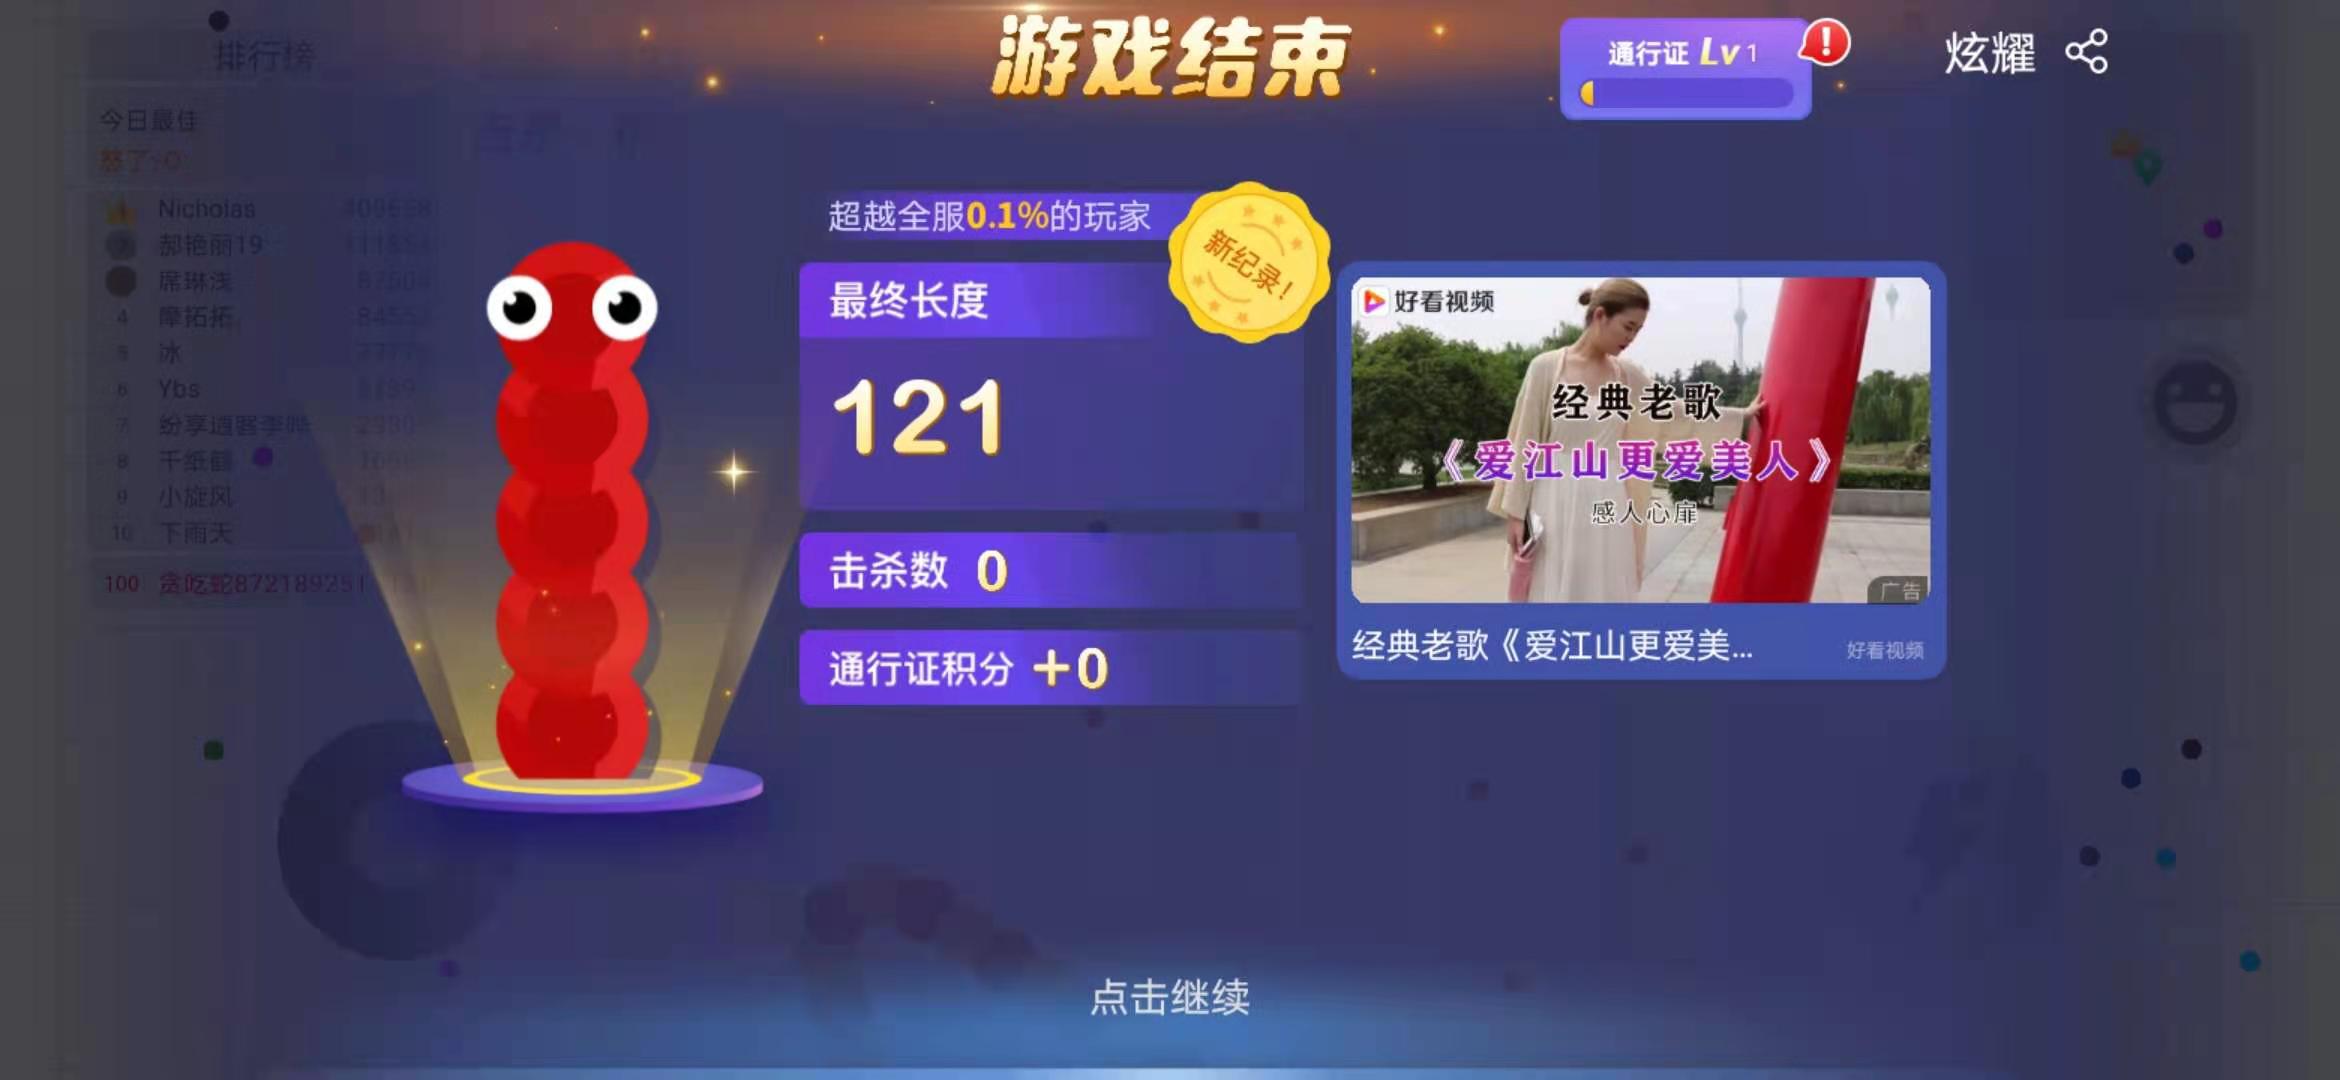 游戏结束
通行证 Lv 1
炫耀
排行榜
今日最佳
Nicholas
郝艳丽19
席琳浅
4 摩拓拓
5 冰
6 Ybs
7
8 千纸鹤
9 小旋风
10 下雨天
100 贪吃蛇872189251
超越全服0.1%的玩家
新纪录!
最终长度
121
击杀数 0
通行证积分 +0
好看视频
经典老歌
《爱江山更爱美人》
感人心扉
广告
经典老歌《爱江山更爱美...
好看视频
点击继续